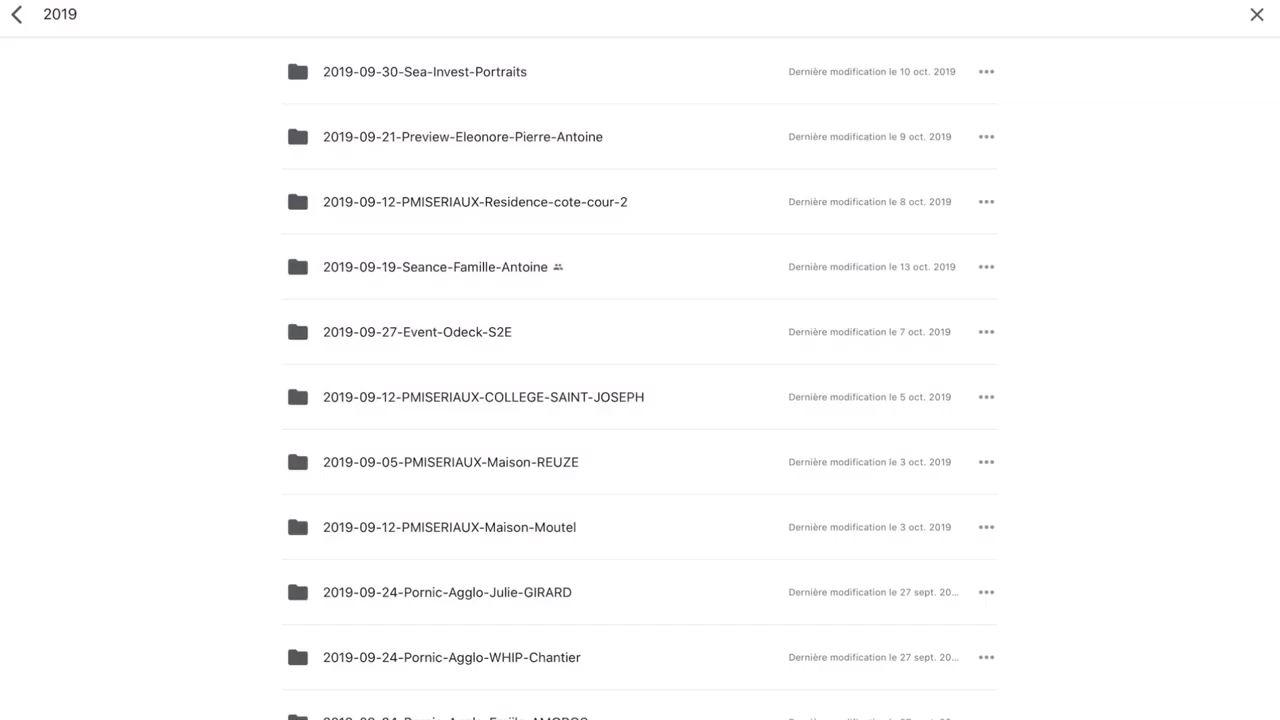 2019
2019-09-30-Sea-Invest-Portraits Dernière modification le 10 oct. 2019
2019-09-21-Preview-Eleonore-Pierre-Antoine Dernière modification le 9 oct. 2019
2019-09-12-PMISERIAUX-Residence-cote-cour-2 Dernière modification le 8 oct. 2019
2019-09-19-Seance-Famille-Antoine Dernière modification le 13 oct. 2019
2019-09-27-Event-Odeck-S2E Dernière modification le 7 oct. 2019
2019-09-12-PMISERIAUX-COLLEGE-SAINT-JOSEPH Dernière modification le 5 oct. 2019
2019-09-05-PMISERIAUX-Maison-REUZE Dernière modification le 3 oct. 2019
2019-09-12-PMISERIAUX-Maison-Moutel Dernière modification le 3 oct. 2019
2019-09-24-Pornic-Agglo-Julie-GIRARD Dernière modification le 27 sept. 20...
2019-09-24-Pornic-Agglo-WHIP-Chantier Dernière modification le 27 sept. 20...